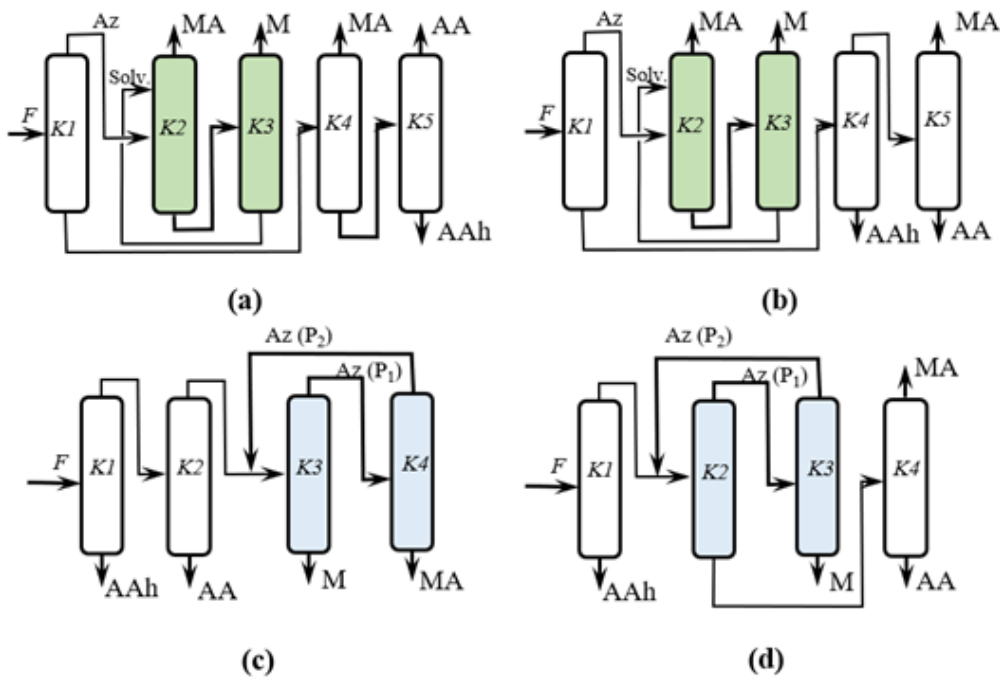 Az MA M MA AA
Solv.
F K1 K2 K3 K4 K5
AAh
(a)
Az MA M MA
Solv.
F K1 K2 K3 K4 K5
AAh AA
(b)
Az (P₂)
Az (P₁)
F K1 K2 K3 K4
AAh AA M MA
(c)
Az (P₂) MA
Az (P₁)
F K1 K2 K3 K4
AAh M AA
(d)